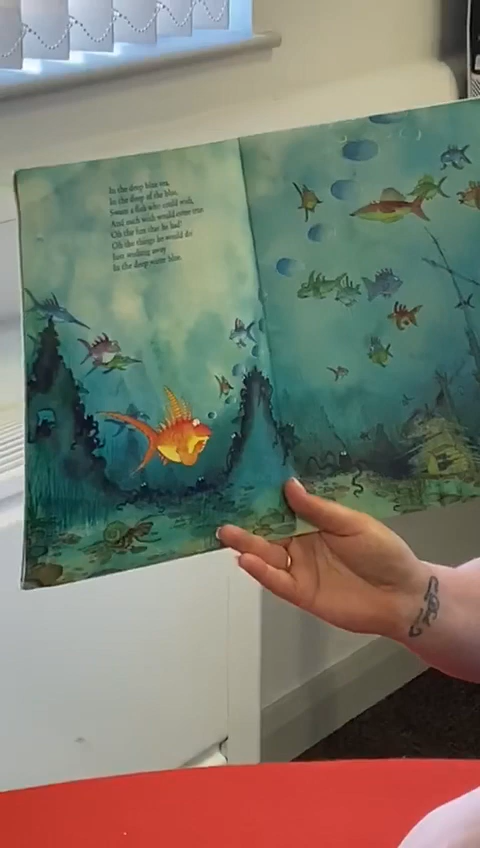 In the deep blue sea,
In the deep of the blue,
Swam a fish who could wish,
And each wish would come true.
Oh the fun that he had!
Oh the things he would do
Just wishing away
In the deep water blue.